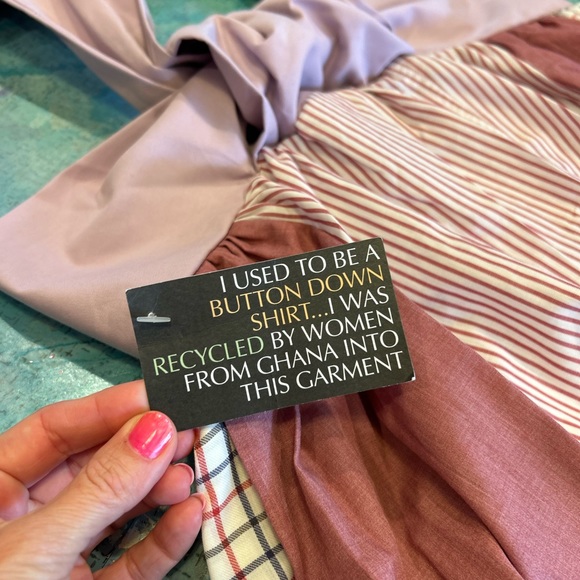 I USED TO BE A
BUTTON DOWN
SHIRT...I WAS
RECYCLED BY WOMEN
FROM GHANA INTO
THIS GARMENT